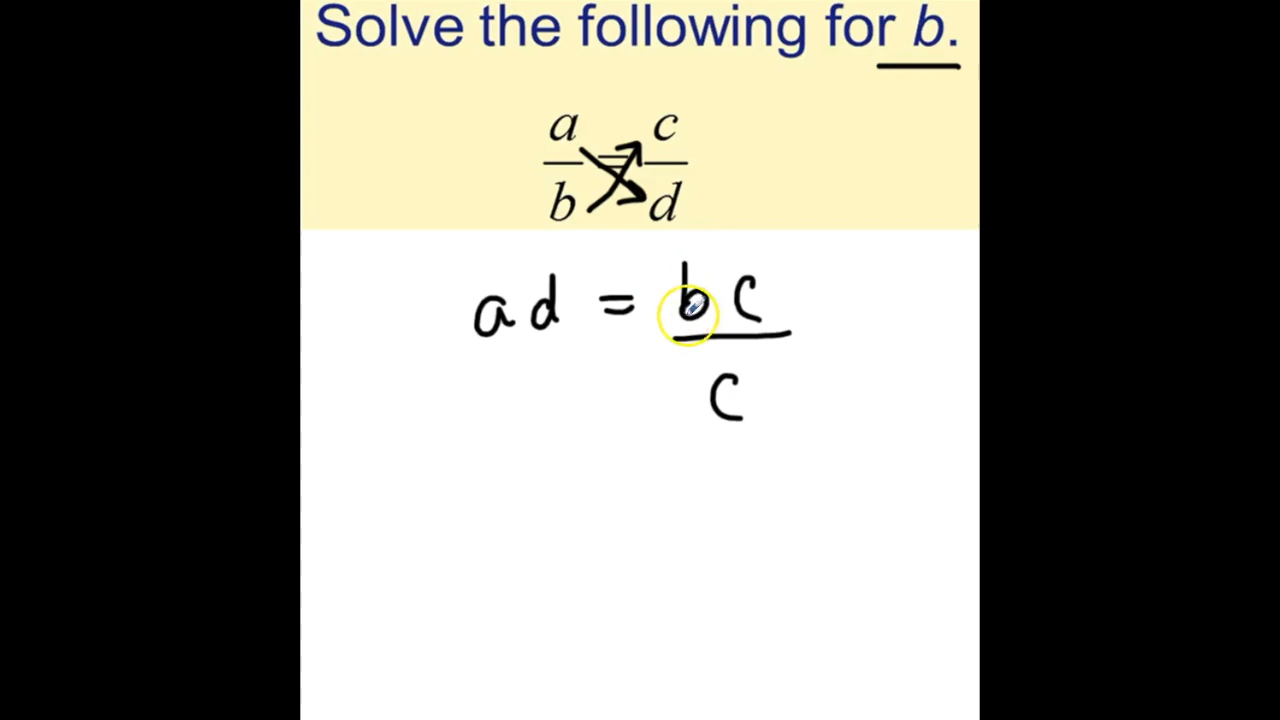 Solve the following for b.
a/b = c/d
ad = bc/c